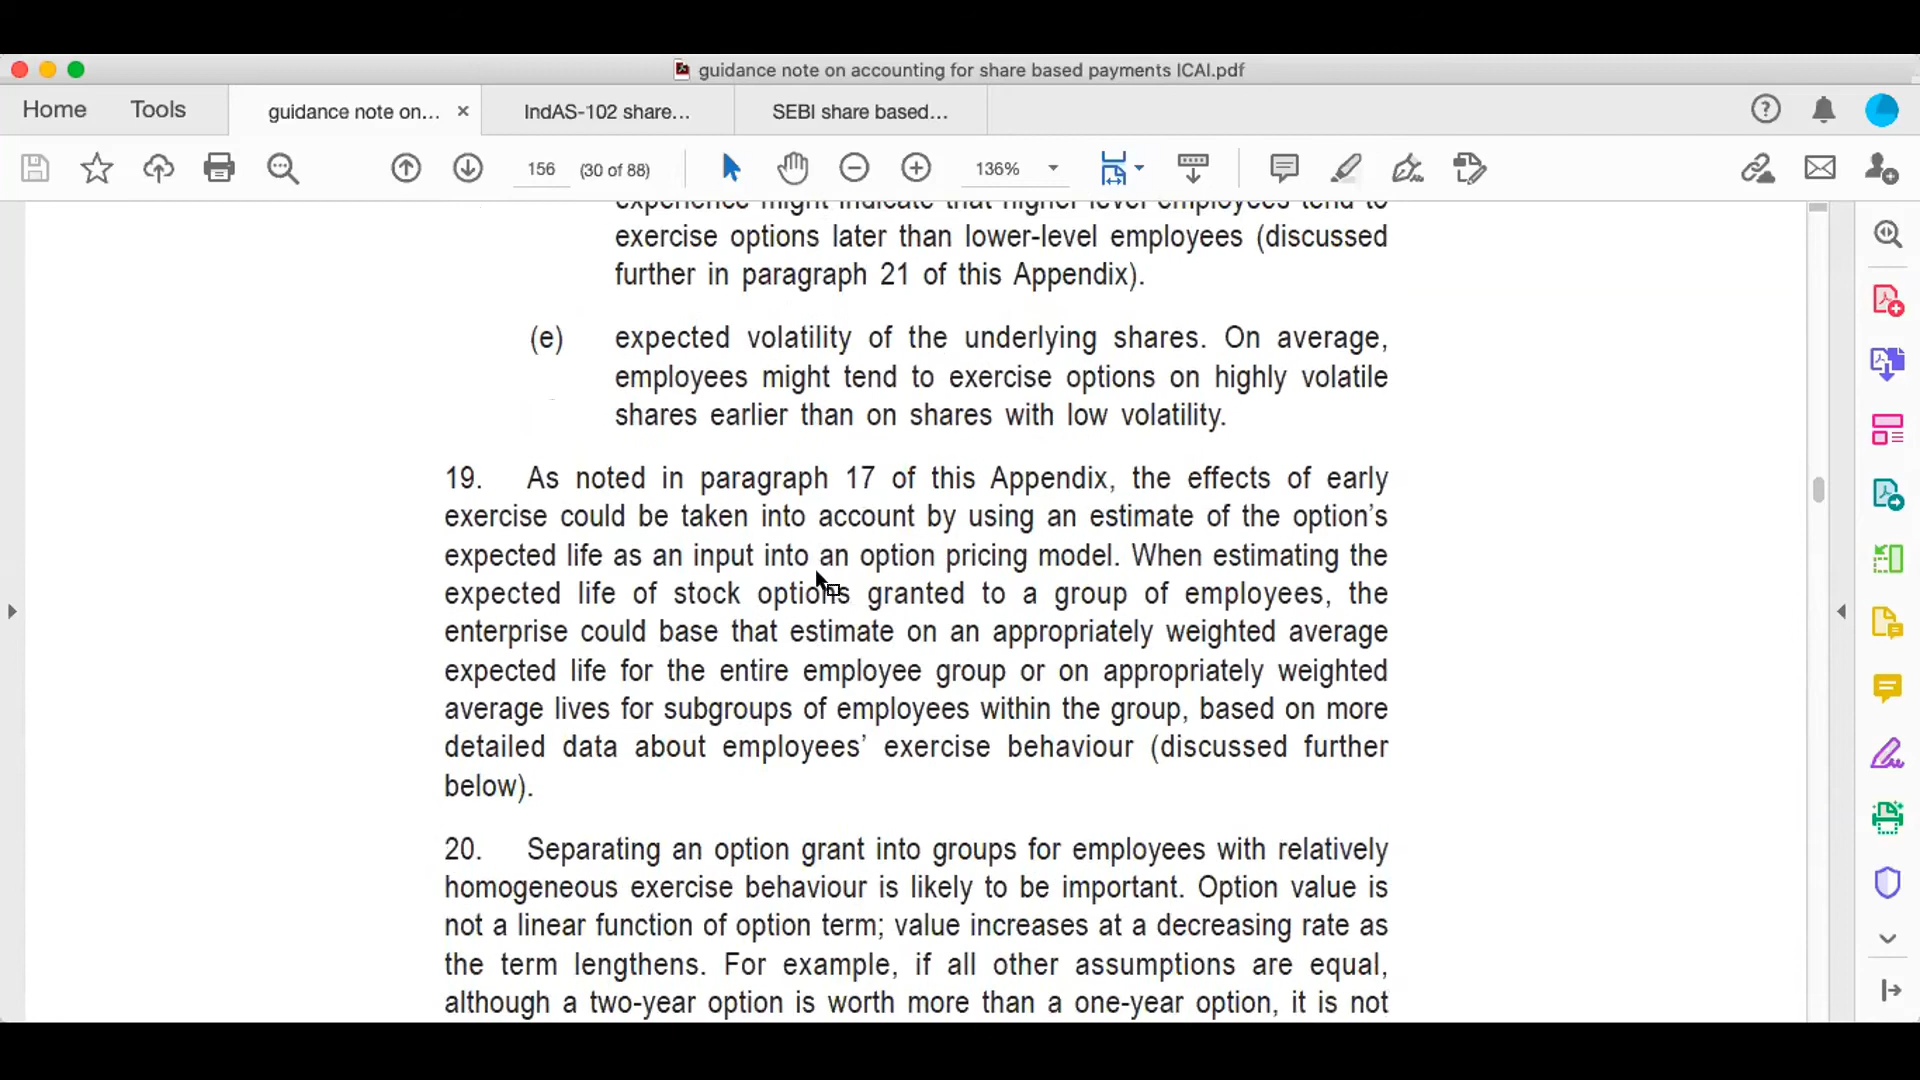 guidance note on accounting for share based payments ICAI.pdf
Home
Tools
guidance note on...
IndAS-102 share...
SEBI share based...
156
(30 of 88)
136%
experience might indicate that higher level employees tend to
exercise options later than lower-level employees (discussed
further in paragraph 21 of this Appendix).
(e) expected volatility of the underlying shares. On average,
employees might tend to exercise options on highly volatile
shares earlier than on shares with low volatility.
19. As noted in paragraph 17 of this Appendix, the effects of early
exercise could be taken into account by using an estimate of the option’s
expected life as an input into an option pricing model. When estimating the
expected life of stock options granted to a group of employees, the
enterprise could base that estimate on an appropriately weighted average
expected life for the entire employee group or on appropriately weighted
average lives for subgroups of employees within the group, based on more
detailed data about employees’ exercise behaviour (discussed further
below).
20. Separating an option grant into groups for employees with relatively
homogeneous exercise behaviour is likely to be important. Option value is
not a linear function of option term; value increases at a decreasing rate as
the term lengthens. For example, if all other assumptions are equal,
although a two-year option is worth more than a one-year option, it is not